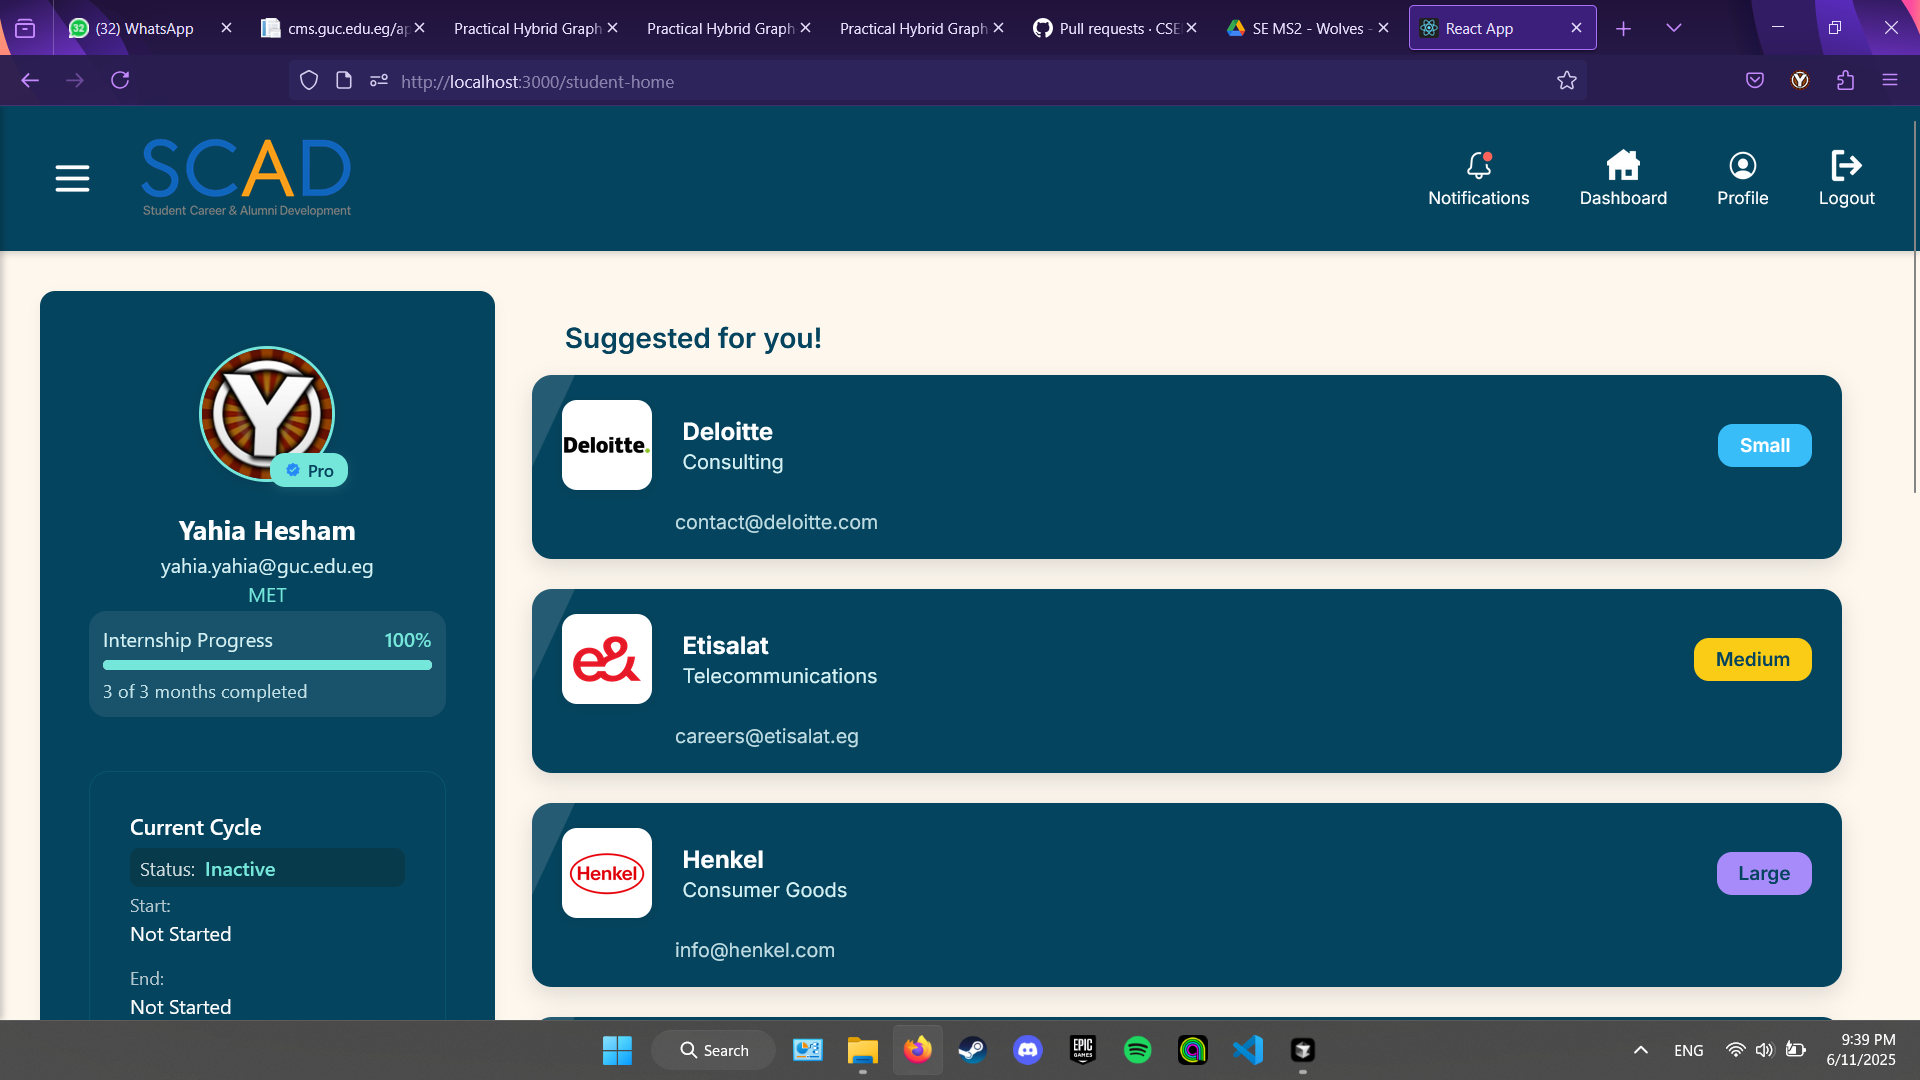 (32) WhatsApp
cms.guc.edu.eg/ap
Practical Hybrid Graph
Practical Hybrid Graph
Practical Hybrid Graph
Pull requests · CSE
SE MS2 - Wolves -
React App
http://localhost:3000/student-home
SCAD
Student Career & Alumni Development
Notifications
Dashboard
Profile
Logout
Y
Pro
Yahia Hesham
yahia.yahia@guc.edu.eg
MET
Internship Progress 100%
3 of 3 months completed
Current Cycle
Status: Inactive
Start:
Not Started
End:
Not Started
Suggested for you!
Deloitte.
Deloitte
Consulting
Small
contact@deloitte.com
e&
Etisalat
Telecommunications
Medium
careers@etisalat.eg
Henkel
Henkel
Consumer Goods
Large
info@henkel.com
Search
EPIC
GAMES
ENG
9:39 PM
6/11/2025